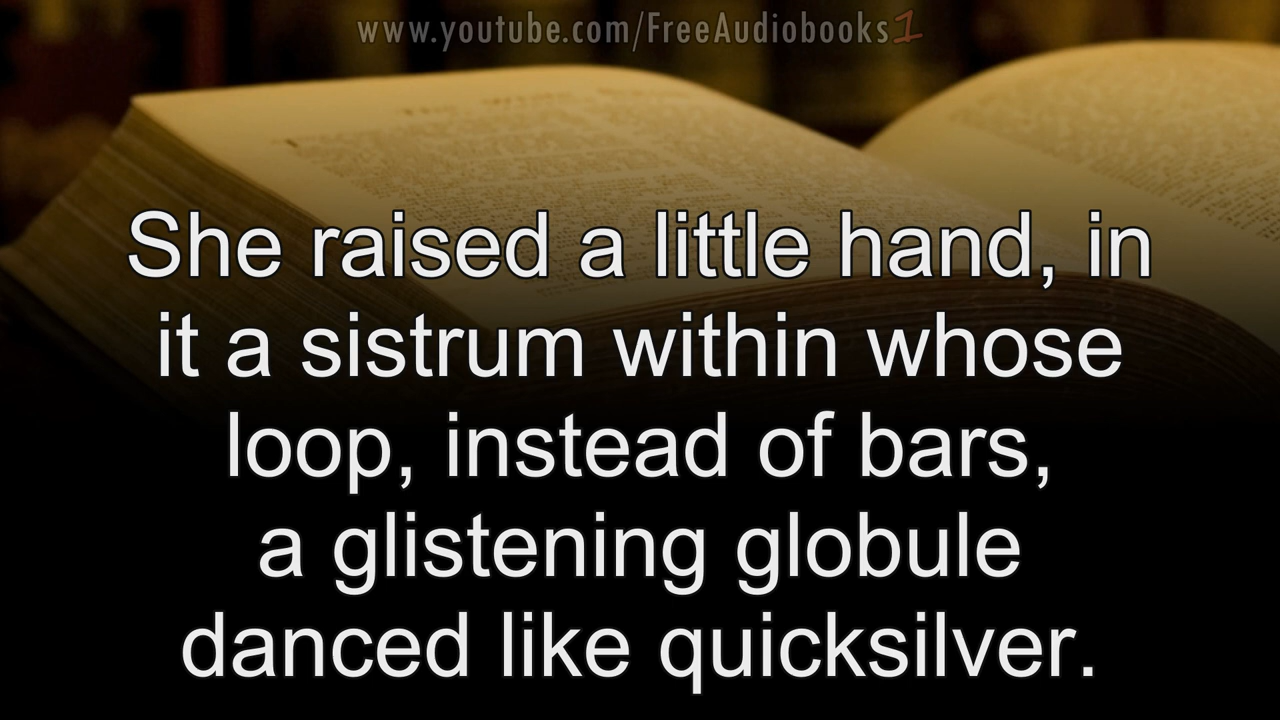 www.youtube.com/FreeAudiobooks1
She raised a little hand, in
it a sistrum within whose
loop, instead of bars,
a glistening globule
danced like quicksilver.